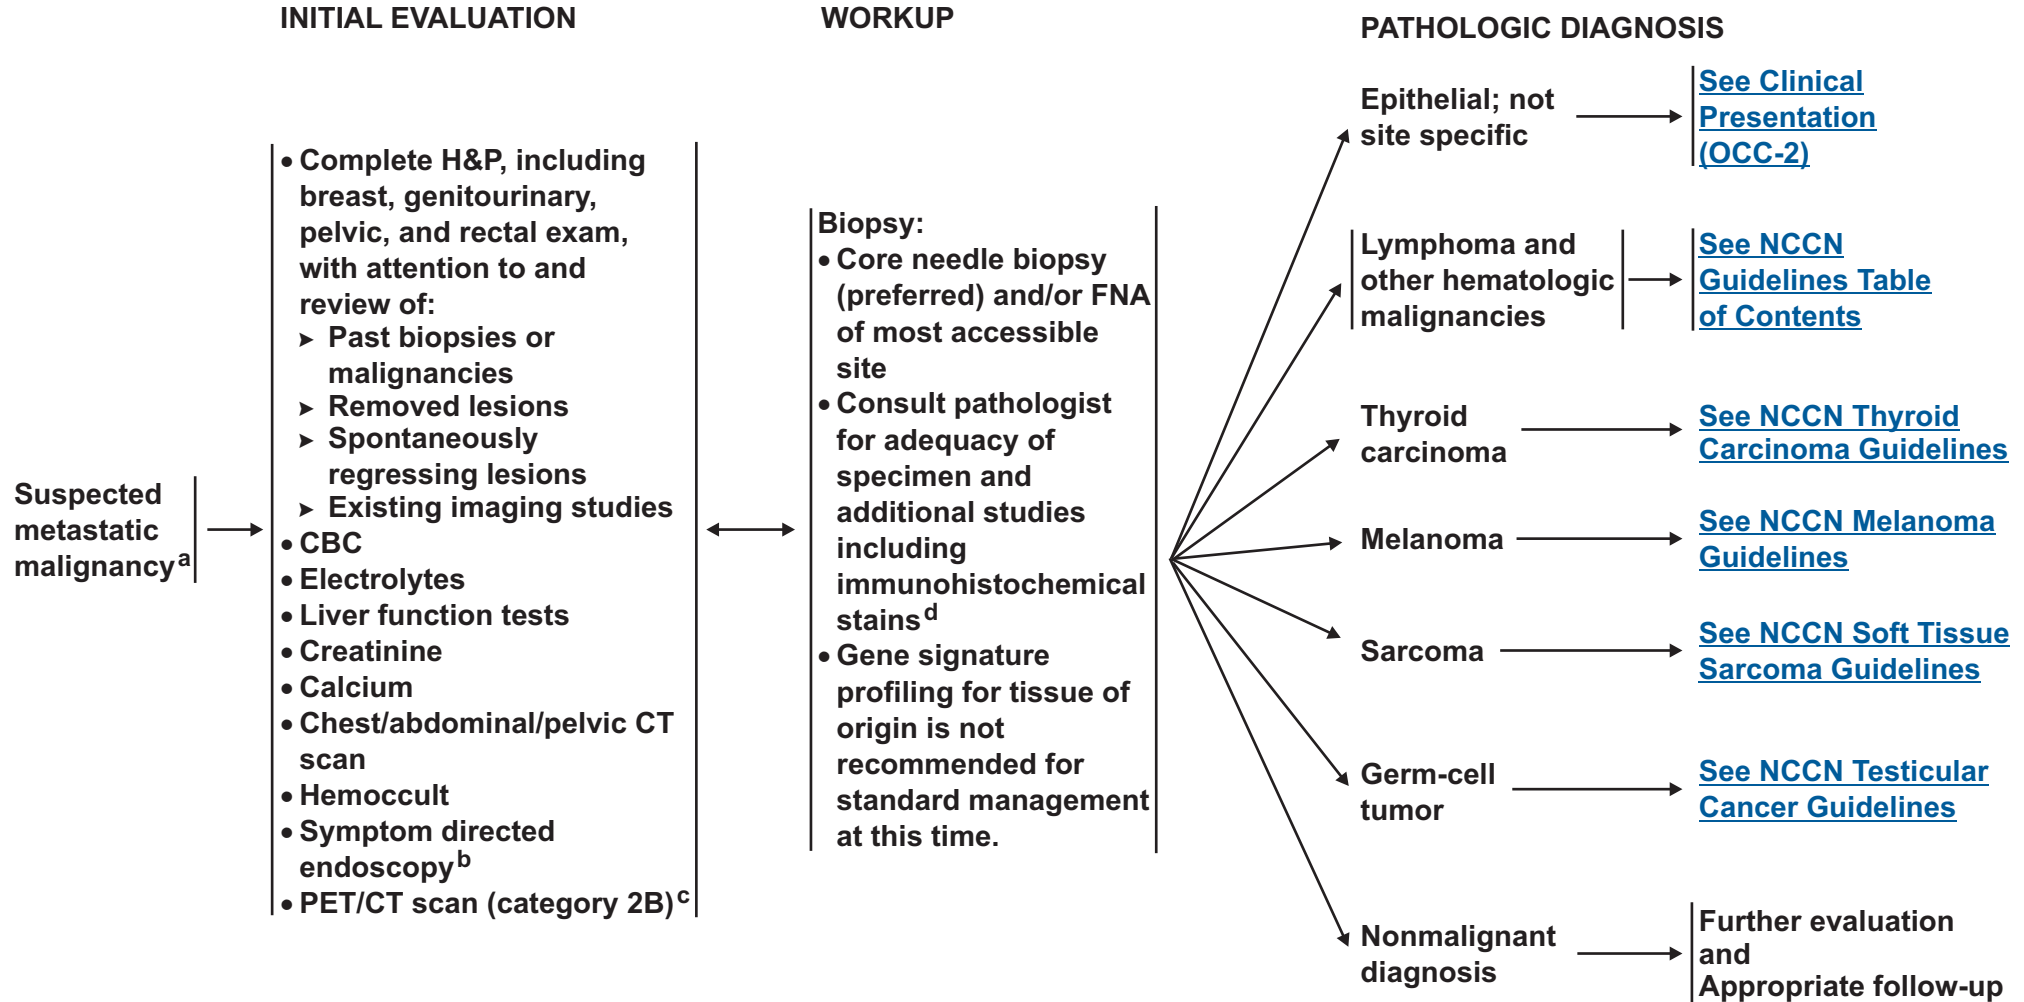 INITIAL EVALUATION
WORKUP
PATHOLOGIC DIAGNOSIS
Suspected
metastatic
malignancy a
• Complete H&P, including
breast, genitourinary,
pelvic, and rectal exam,
with attention to and
review of:
➤ Past biopsies or
malignancies
➤ Removed lesions
➤ Spontaneously
regressing lesions
➤ Existing imaging studies
• CBC
• Electrolytes
• Liver function tests
• Creatinine
• Calcium
• Chest/abdominal/pelvic CT
scan
• Hemoccult
• Symptom directed
endoscopy b
• PET/CT scan (category 2B) c
Biopsy:
• Core needle biopsy
(preferred) and/or FNA
of most accessible
site
• Consult pathologist
for adequacy of
specimen and
additional studies
including
immunohistochemical
stains d
• Gene signature
profiling for tissue of
origin is not
recommended for
standard management
at this time.
Epithelial; not
site specific
See Clinical
Presentation
(OCC-2)
Lymphoma and
other hematologic
malignancies
See NCCN
Guidelines Table
of Contents
Thyroid
carcinoma
See NCCN Thyroid
Carcinoma Guidelines
Melanoma
See NCCN Melanoma
Guidelines
Sarcoma
See NCCN Soft Tissue
Sarcoma Guidelines
Germ-cell
tumor
See NCCN Testicular
Cancer Guidelines
Nonmalignant
diagnosis
Further evaluation
and
Appropriate follow-up